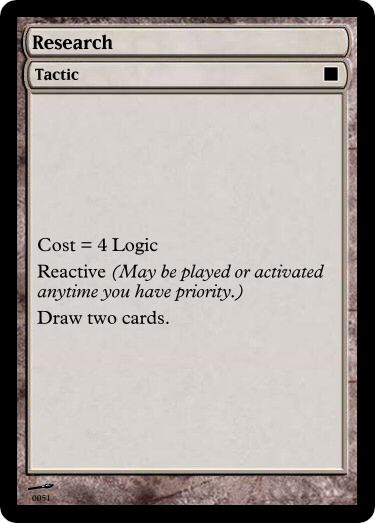 Research
Tactic
Cost = 4 Logic
Reactive (May be played or activated
anytime you have priority.)
Draw two cards.
0051